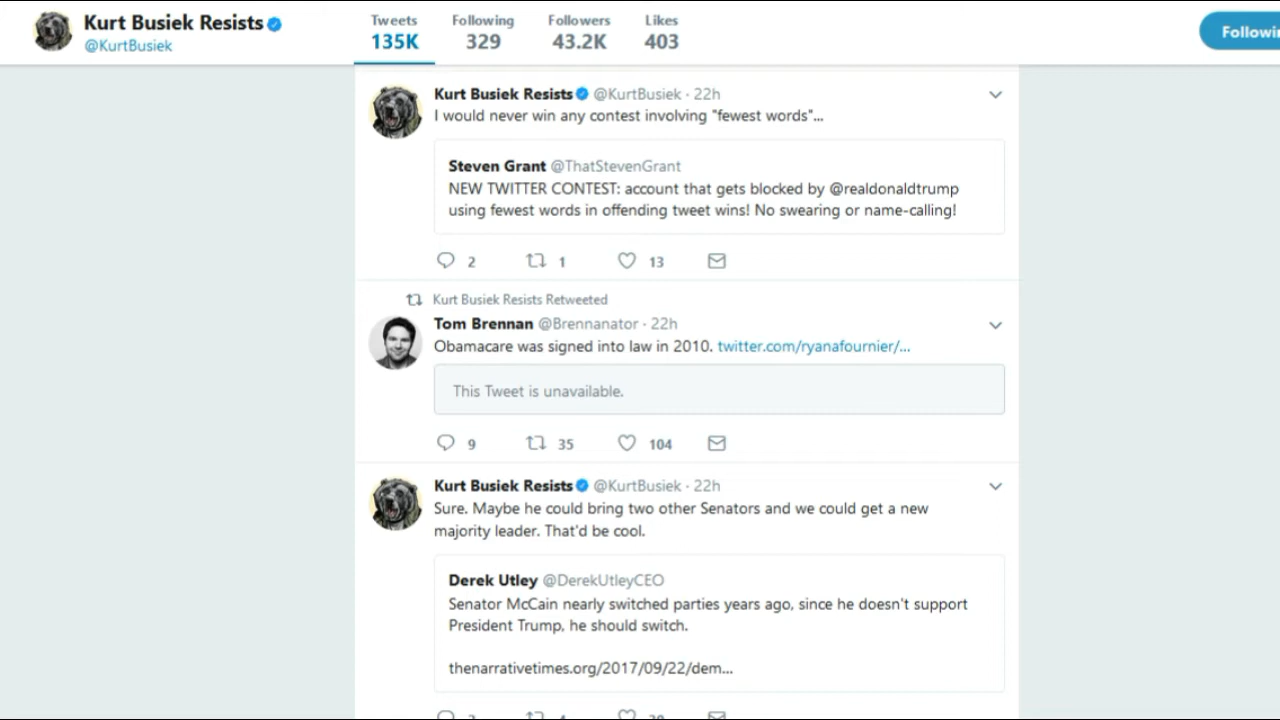 Kurt Busiek Resists
@KurtBusiek
Tweets
135K
Following
329
Followers
43.2K
Likes
403
Followin
Kurt Busiek Resists @KurtBusiek · 22h
I would never win any contest involving "fewest words"...
Steven Grant @ThatStevenGrant
NEW TWITTER CONTEST: account that gets blocked by @realdonaldtrump
using fewest words in offending tweet wins! No swearing or name-calling!
2 1 13
Kurt Busiek Resists Retweeted
Tom Brennan @Brennanator · 22h
Obamacare was signed into law in 2010. twitter.com/ryanafournier/...
This Tweet is unavailable.
9 35 104
Kurt Busiek Resists @KurtBusiek · 22h
Sure. Maybe he could bring two other Senators and we could get a new
majority leader. That'd be cool.
Derek Utley @DerekUtleyCEO
Senator McCain nearly switched parties years ago, since he doesn't support
President Trump, he should switch.
thenarrativetimes.org/2017/09/22/dem...